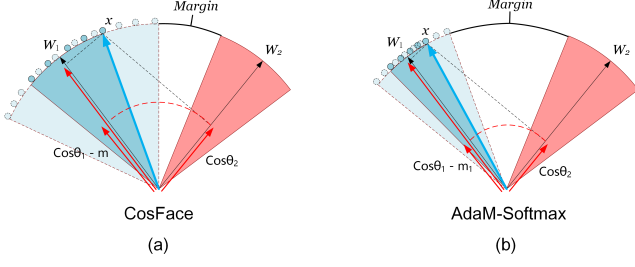 Margin
x
W₁
W₂
Cosθ₁ - m
Cosθ₂
CosFace
(a)
Margin
x
W₁
W₂
Cosθ₁ - m₁
Cosθ₂
AdaM-Softmax
(b)